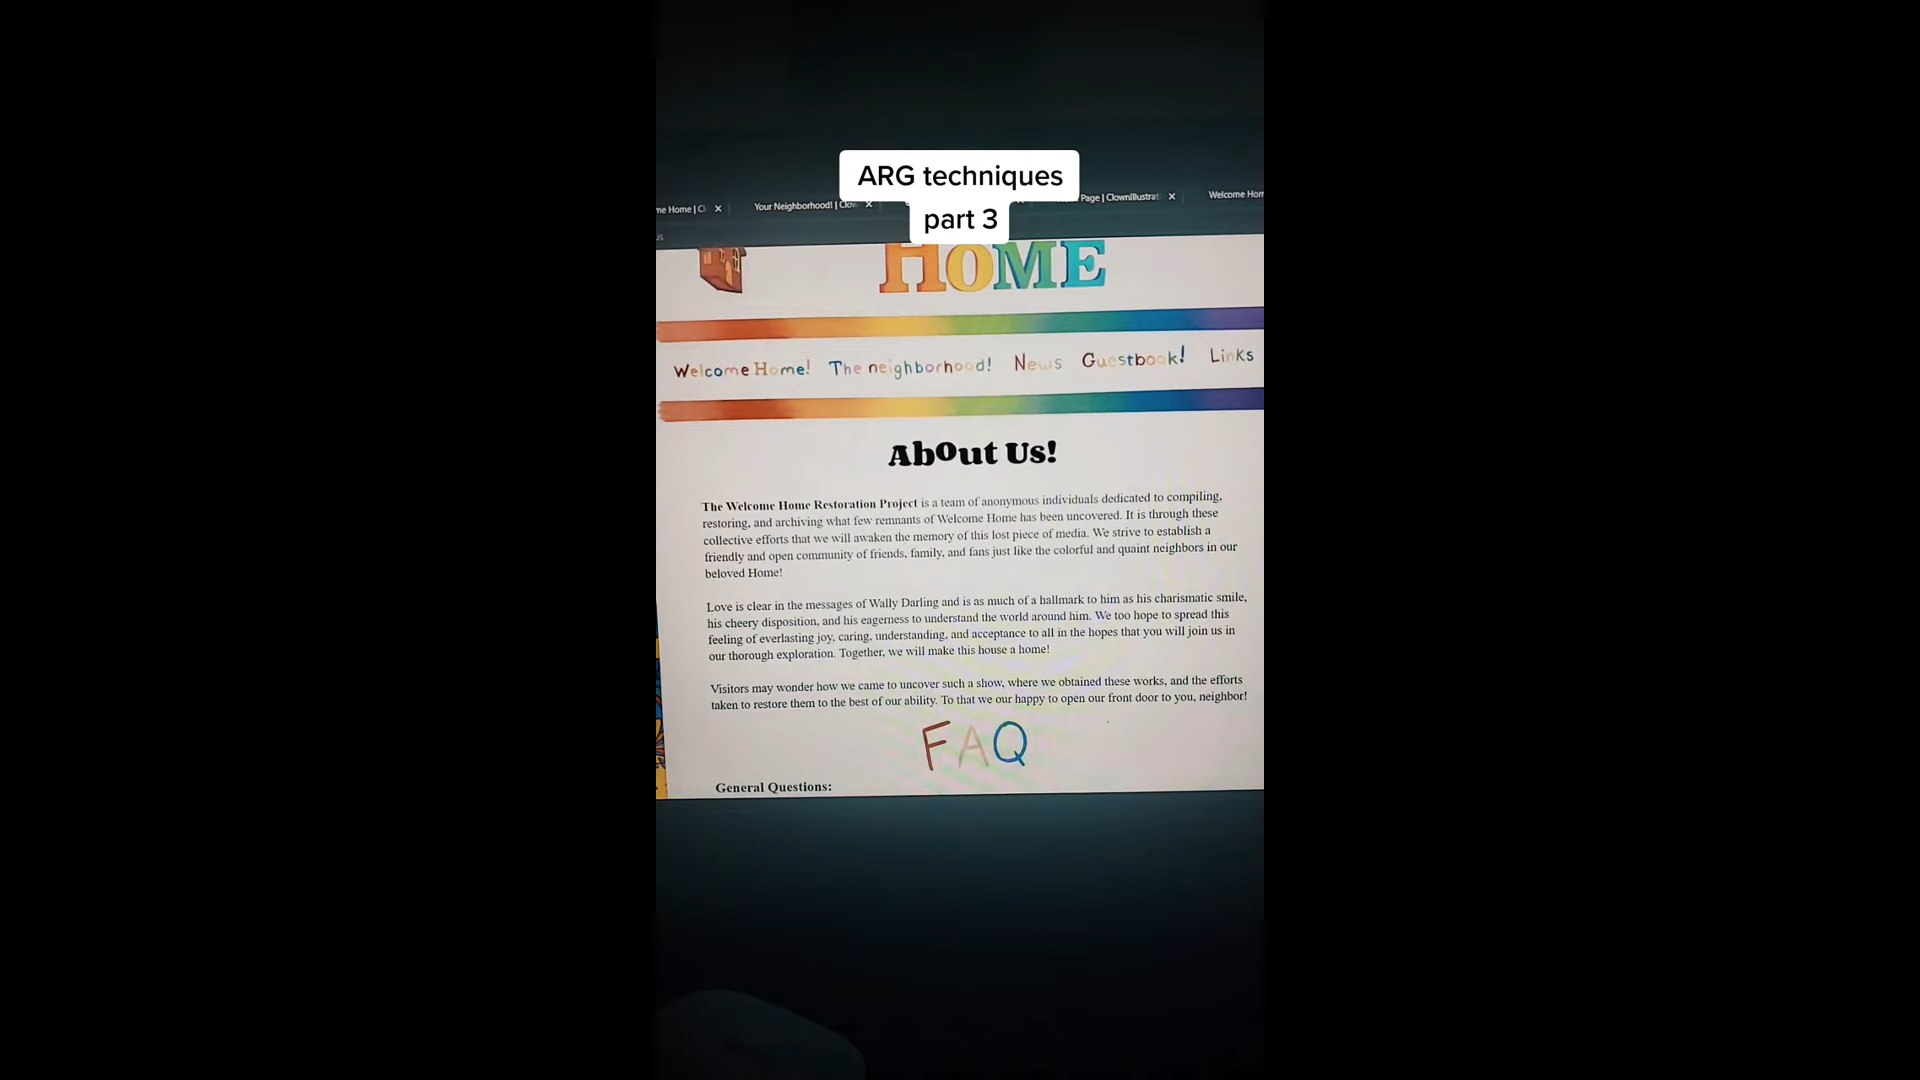 ARG techniques
part 3
me Home | Cl
Your Neighborhood! | Clow
Page | ClownIllustrat
Welcome Hom
HOME
Welcome Home! The neighborhood! News Guestbook! Links
About Us!
The Welcome Home Restoration Project is a team of anonymous individuals dedicated to compiling,
restoring, and archiving what few remnants of Welcome Home has been uncovered. It is through these
collective efforts that we will awaken the memory of this lost piece of media. We strive to establish a
friendly and open community of friends, family, and fans just like the colorful and quaint neighbors in our
beloved Home!
Love is clear in the messages of Wally Darling and is as much of a hallmark to him as his charismatic smile,
his cheery disposition, and his eagerness to understand the world around him. We too hope to spread this
feeling of everlasting joy, caring, understanding, and acceptance to all in the hopes that you will join us in
our thorough exploration. Together, we will make this house a home!
Visitors may wonder how we came to uncover such a show, where we obtained these works, and the efforts
taken to restore them to the best of our ability. To that we our happy to open our front door to you, neighbor!
FAQ
General Questions: